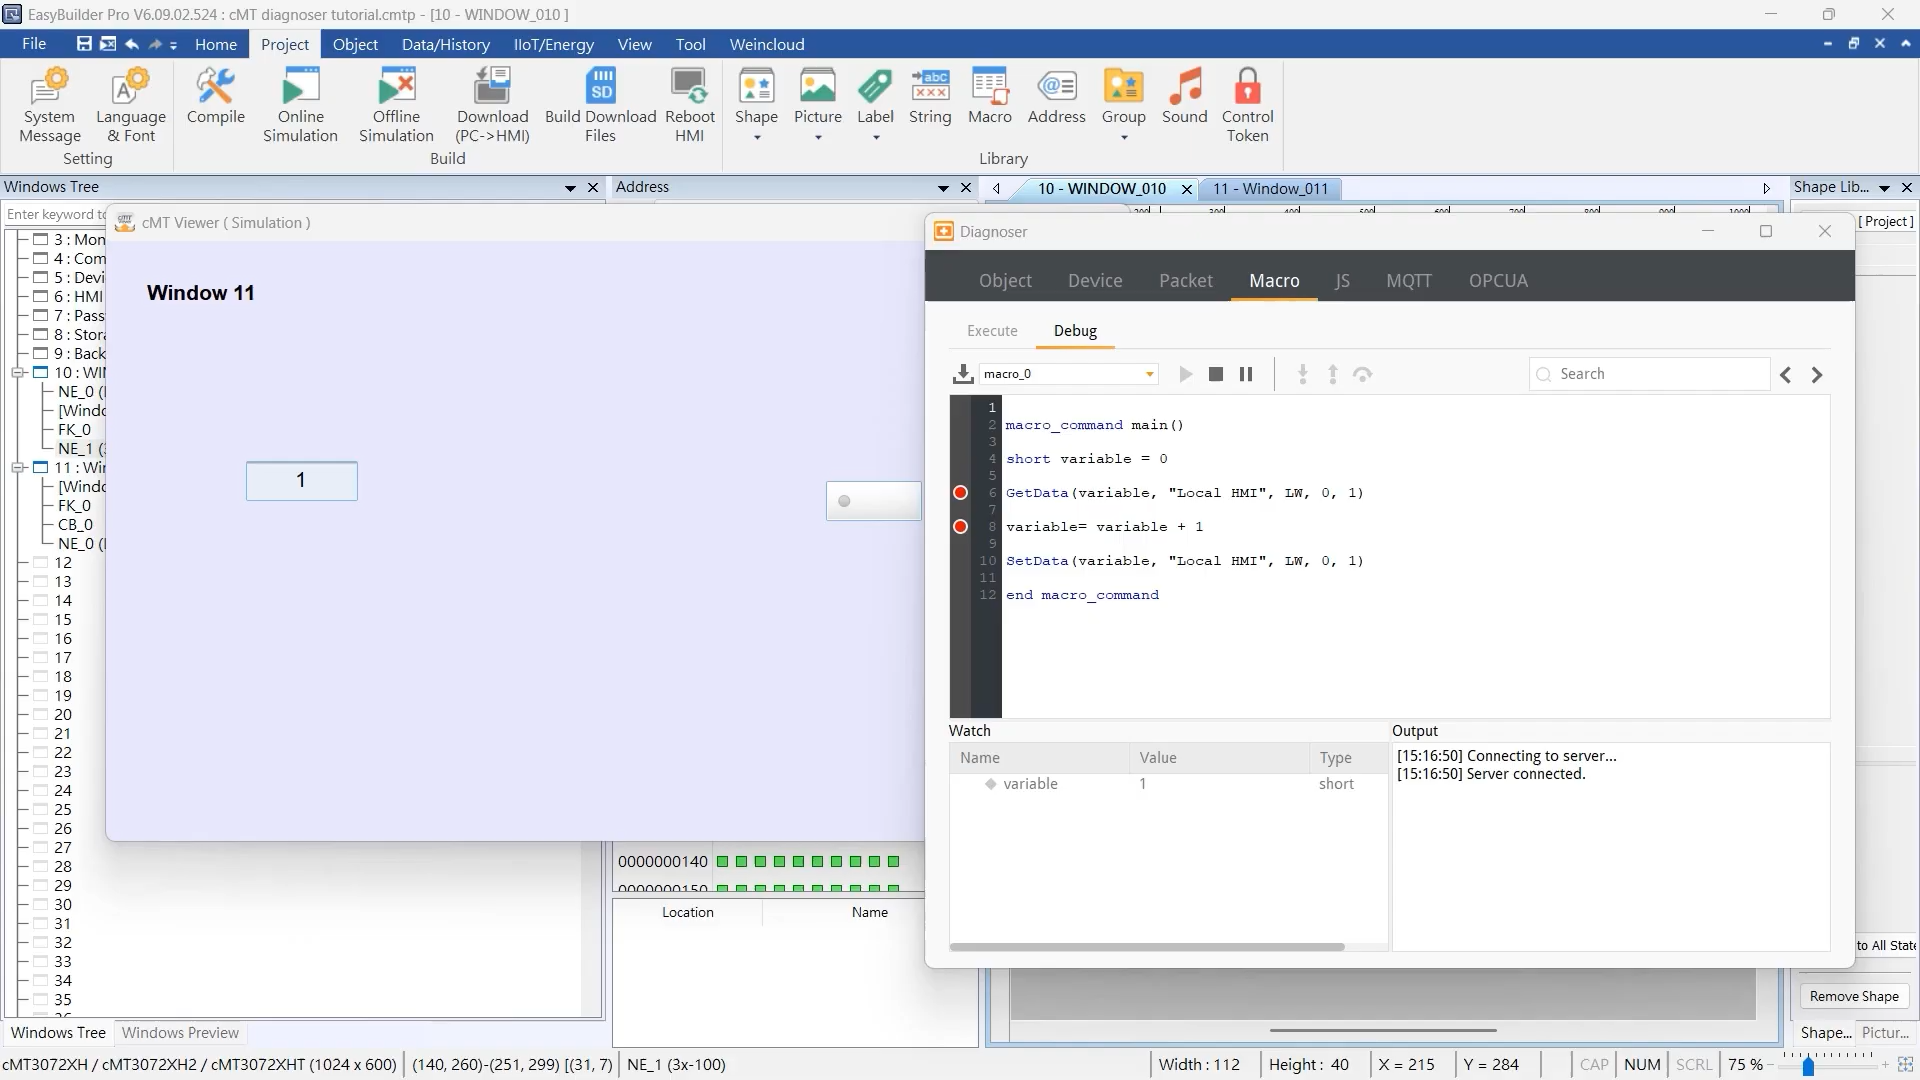 EasyBuilder Pro V6.09.02.524 : cMT diagnoser tutorial.cmtp - [10 - WINDOW_010 ]
File Home Project Object Data/History IIoT/Energy View Tool Weincloud
System Message
Language & Font
Compile
Online Simulation
Offline Simulation
Download (PC->HMI)
Build Download Files
Reboot HMI
Shape
Picture
Label
String
Macro
Address
Group
Sound
Control Token
Setting
Build
Library
Windows Tree
Address
10 - WINDOW_010
11 - Window_011
Shape Lib...
Enter keyword to
3 : Mon
4 : Com
5 : Devi
6 : HMI
7 : Pass
8 : Stora
9 : Back
10 : WI
NE_0 (
[Windo
FK_0
NE_1 (3
11 : Wi
[Windo
FK_0
CB_0
NE_0 (
12
13
14
15
16
17
18
19
20
21
22
23
24
25
26
27
28
29
30
31
32
33
34
35
Windows Tree Windows Preview
cMT Viewer ( Simulation )
Window 11
1
0000000140
0000000150
Location Name
[ Project ]
Diagnoser
Object Device Packet Macro JS MQTT OPCUA
Execute Debug
macro_0
Search
1
2 macro_command main()
3
4 short variable = 0
5
6 GetData(variable, "Local HMI", LW, 0, 1)
7
8 variable= variable + 1
9
10 SetData(variable, "Local HMI", LW, 0, 1)
11
12 end macro_command
Watch
Name Value Type
variable 1 short
Output
[15:16:50] Connecting to server...
[15:16:50] Server connected.
to All State
Remove Shape
Shape... Pictur...
cMT3072XH / cMT3072XH2 / cMT3072XHT (1024 x 600) (140, 260)-(251, 299) [(31, 7) NE_1 (3x-100) Width : 112 Height : 40 X = 215 Y = 284 CAP NUM SCRL 75 %